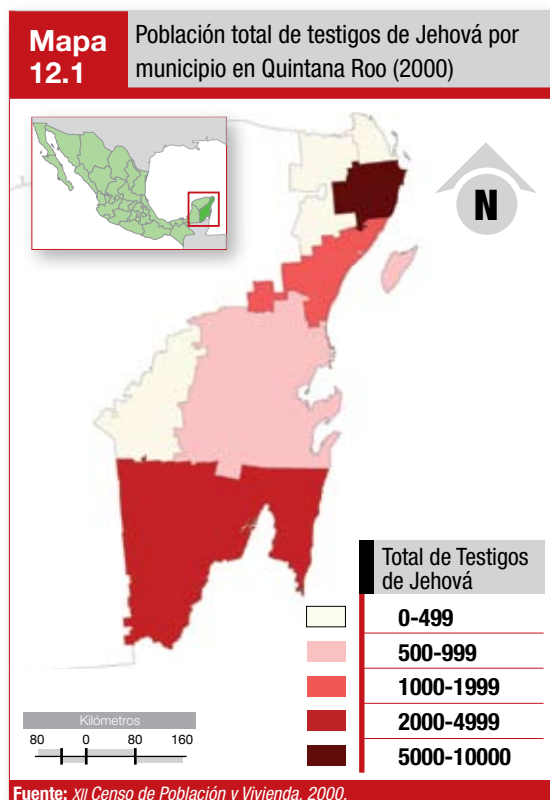 Mapa
12.1
Población total de testigos de Jehová por
municipio en Quintana Roo (2000)
N
Total de Testigos
de Jehová
0-499
500-999
1000-1999
2000-4999
5000-10000
Kilómetros
80 0 80 160
Fuente: XII Censo de Población y Vivienda, 2000.